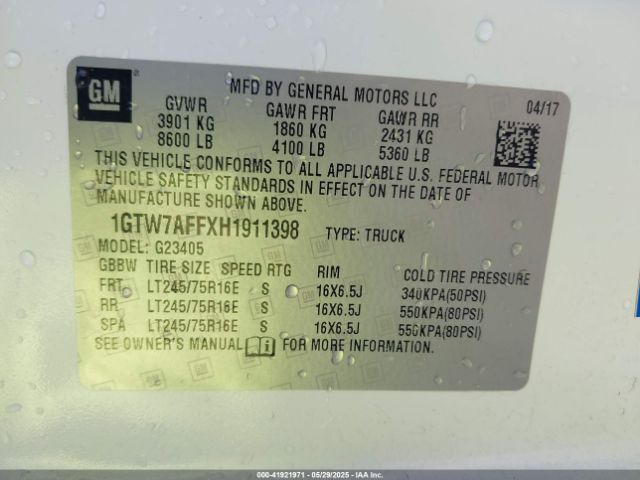 GM
MFD BY GENERAL MOTORS LLC
04/17
GVWR GAWR FRT GAWR RR
3901 KG 1860 KG 2431 KG
8600 LB 4100 LB 5360 LB
THIS VEHICLE CONFORMS TO ALL APPLICABLE U.S. FEDERAL MOTOR
VEHICLE SAFETY STANDARDS IN EFFECT ON THE DATE OF
MANUFACTURE SHOWN ABOVE.
1GTW7AFFXH1911398 TYPE: TRUCK
MODEL: G23405
GBBW TIRE SIZE SPEED RTG RIM COLD TIRE PRESSURE
FRT LT245/75R16E S 16X6.5J 340KPA(50PSI)
RR LT245/75R16E S 16X6.5J 550KPA(80PSI)
SPA LT245/75R16E S 16X6.5J 550KPA(80PSI)
SEE OWNER'S MANUAL FOR MORE INFORMATION.
000-41921971 - 05/29/2025 - IAAI.COM